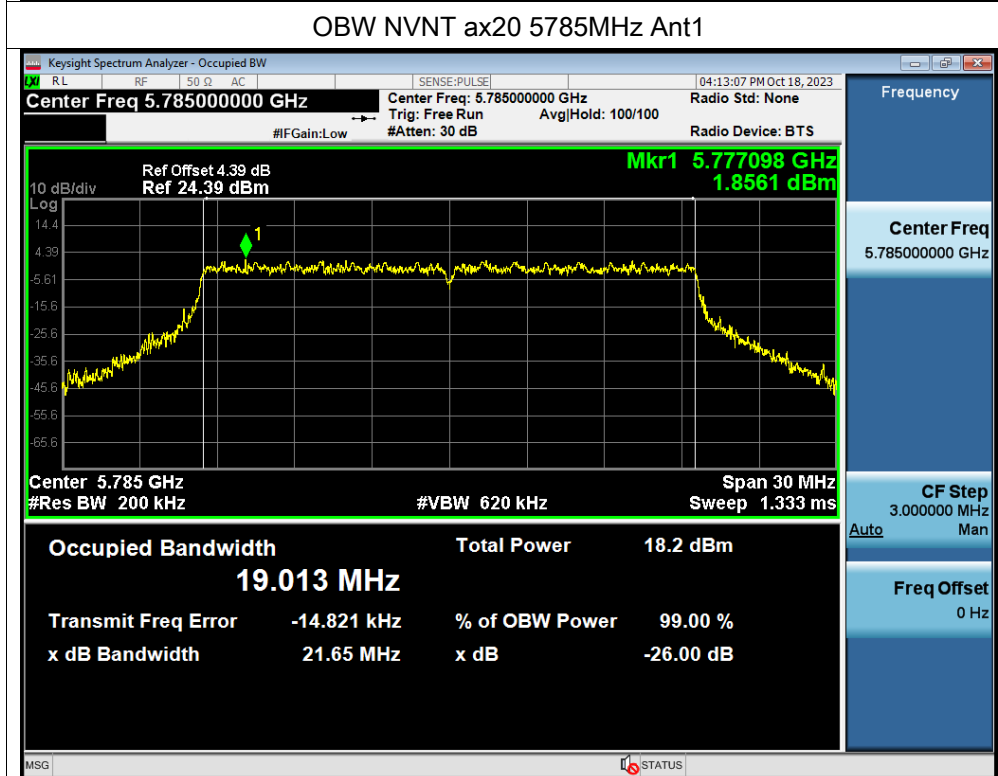 OBW NVNT ax20 5785MHz Ant1
Keysight Spectrum Analyzer - Occupied BW
LXI RL RF 50 Ω AC SENSE:PULSE 04:13:07 PM Oct 18, 2023
Center Freq 5.785000000 GHz
Center Freq: 5.785000000 GHz Radio Std: None
Trig: Free Run Avg|Hold: 100/100
#IFGain:Low #Atten: 30 dB Radio Device: BTS
Frequency
Mkr1 5.777098 GHz
1.8561 dBm
Ref Offset 4.39 dB
10 dB/div Ref 24.39 dBm
Log
14.4
4.39
-5.61
-15.6
-25.6
-35.6
-45.6
-55.6
-65.6
1
Center 5.785 GHz Span 30 MHz
#Res BW 200 kHz #VBW 620 kHz Sweep 1.333 ms
Center Freq
5.785000000 GHz
CF Step
3.000000 MHz
Auto Man
Freq Offset
0 Hz
Occupied Bandwidth Total Power 18.2 dBm
19.013 MHz
Transmit Freq Error -14.821 kHz % of OBW Power 99.00 %
x dB Bandwidth 21.65 MHz x dB -26.00 dB
MSG STATUS